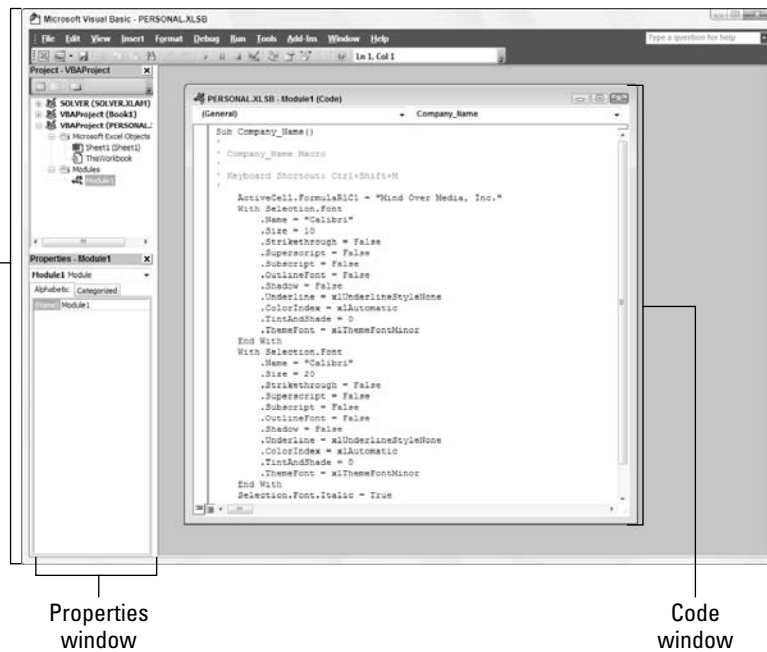 Microsoft Visual Basic - PERSONAL.XLSB
File Edit View Insert Format Debug Run Tools Add-Ins Window Help
Type a question for help
Ln 1, Col 1
Project - VBAProject
SOLVER (SOLVER.XLAM)
VBAProject (Book1)
VBAProject (PERSONAL.:
Microsoft Excel Objects
Sheet1 (Sheet1)
ThisWorkbook
Modules
Module1
Properties - Module1
Module1 Module
Alphabetic Categorized
(Name) Module1
PERSONAL.XLSB - Module1 (Code)
(General) Company_Name
Sub Company_Name()
'
' Company_Name Macro
'
' Keyboard Shortcut: Ctrl+Shift+M
'
ActiveCell.FormulaR1C1 = "Mind Over Media, Inc."
With Selection.Font
.Name = "Calibri"
.Size = 10
.Strikethrough = False
.Superscript = False
.Subscript = False
.OutlineFont = False
.Shadow = False
.Underline = xlUnderlineStyleNone
.ColorIndex = xlAutomatic
.TintAndShade = 0
.ThemeFont = xlThemeFontMinor
End With
With Selection.Font
.Name = "Calibri"
.Size = 20
.Strikethrough = False
.Superscript = False
.Subscript = False
.OutlineFont = False
.Shadow = False
.Underline = xlUnderlineStyleNone
.ColorIndex = xlAutomatic
.TintAndShade = 0
.ThemeFont = xlThemeFontMinor
End With
Selection.Font.Italic = True
Properties
window
Code
window